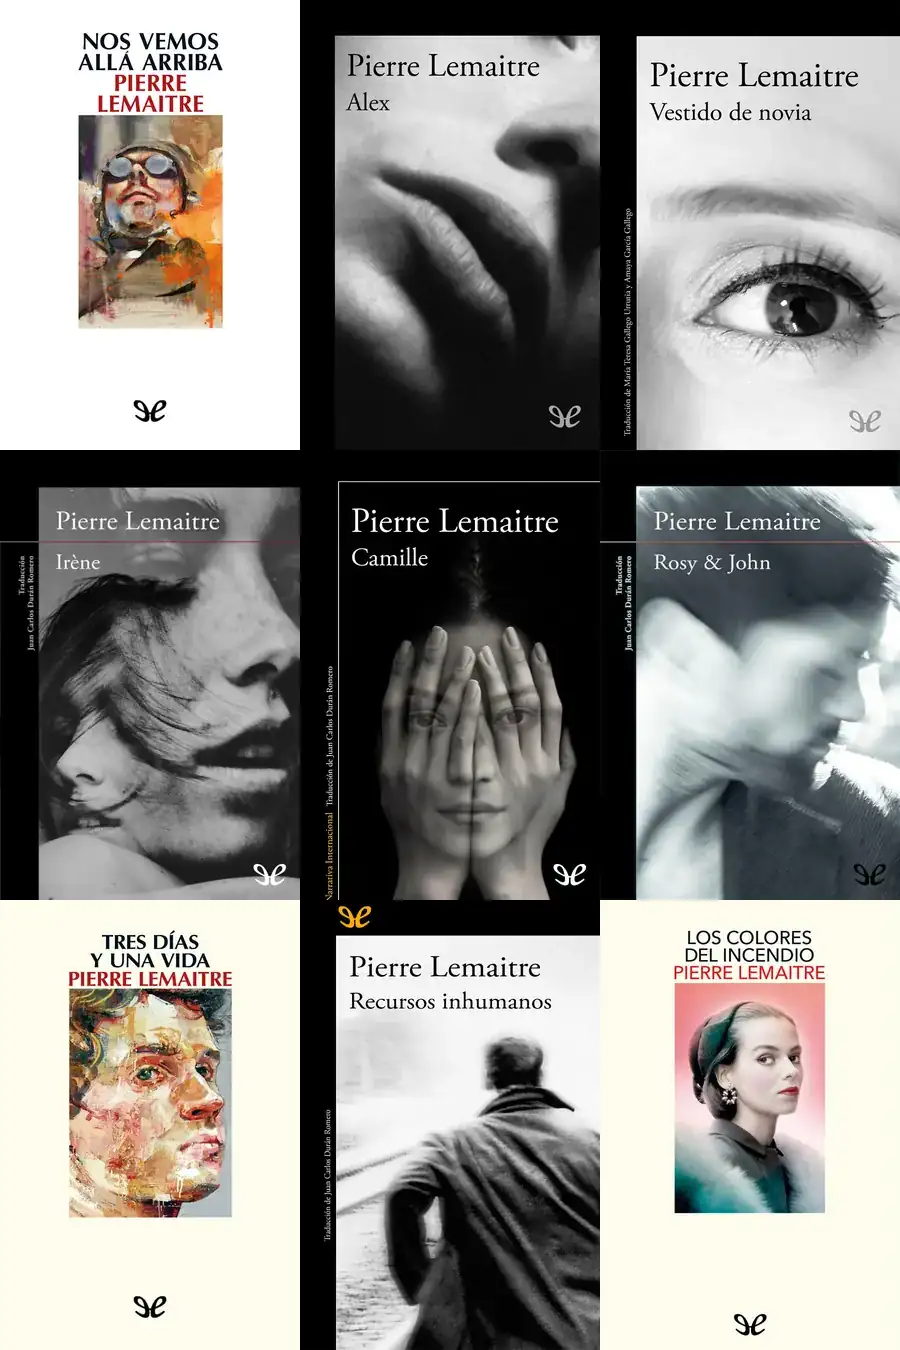 NOS VEMOS
ALLÁ ARRIBA
PIERRE
LEMAITRE
Pierre Lemaitre
Alex
Pierre Lemaitre
Vestido de novia
Traducción de María Teresa Gallego Urrutia y Amaya García Gallego
Pierre Lemaitre
Irène
Traducción
Juan Carlos Durán Romero
Pierre Lemaitre
Camille
Narrativa Internacional Traducción de Juan Carlos Durán Romero
Pierre Lemaitre
Rosy & John
Traducción
Juan Carlos Durán Romero
TRES DÍAS
Y UNA VIDA
PIERRE LEMAITRE
Pierre Lemaitre
Recursos inhumanos
Traducción de Juan Carlos Durán Romero
LOS COLORES
DEL INCENDIO
PIERRE LEMAITRE